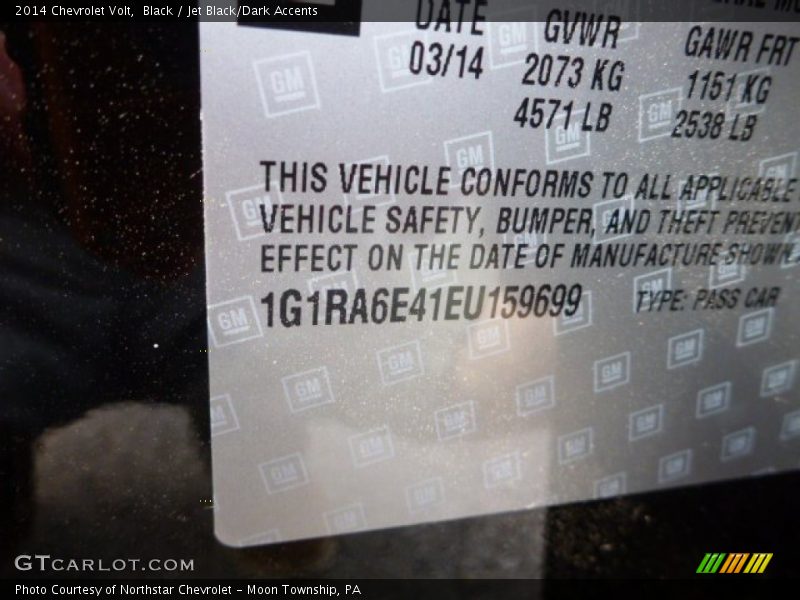 2014 Chevrolet Volt, Black / Jet Black/Dark Accents
DATE GVWR GAWR FRT
03/14 2073 KG 1151 KG
4571 LB 2538 LB
THIS VEHICLE CONFORMS TO ALL APPLICABLE
VEHICLE SAFETY, BUMPER, AND THEFT PREVEN
EFFECT ON THE DATE OF MANUFACTURE SHOWN
1G1RA6E41EU159699 TYPE: PASS CAR
GM
GTCARLOT.COM
Photo Courtesy of Northstar Chevrolet - Moon Township, PA